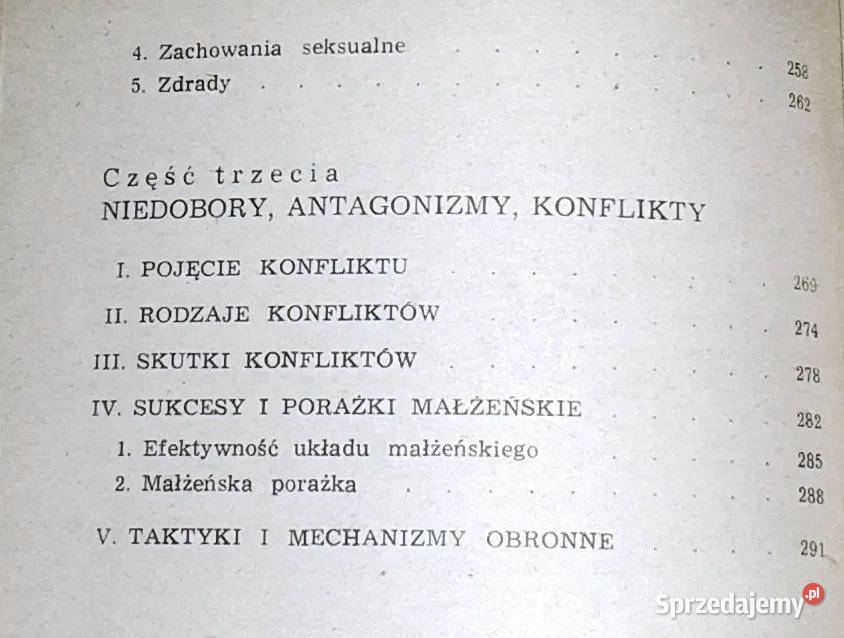 4. Zachowania seksualne . . . . . . . . 258
5. Zdrady . . . . . . . . . . . . 262
Część trzecia
NIEDOBORY, ANTAGONIZMY, KONFLIKTY
I. POJĘCIE KONFLIKTU . . . . . . . . 269
II. RODZAJE KONFLIKTÓW . . . . . . . 274
III. SKUTKI KONFLIKTÓW . . . . . . . . 278
IV. SUKCESY I PORAŻKI MAŁŻEŃSKIE . . . . . 282
1. Efektywność układu małżeńskiego . . . . . 285
2. Małżeńska porażka . . . . . . . . . 288
V. TAKTYKI I MECHANIZMY OBRONNE . . . . 291
Sprzedajemy.pl